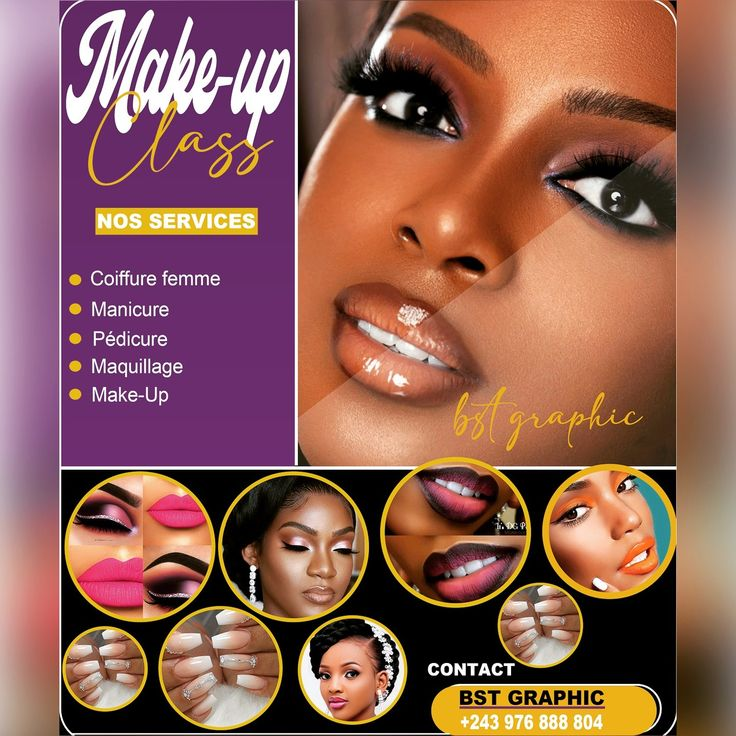 Make-up
Class
NOS SERVICES
Coiffure femme
Manicure
Pédicure
Maquillage
Make-Up
bst graphic
DG
CONTACT
BST GRAPHIC
+243 976 888 804